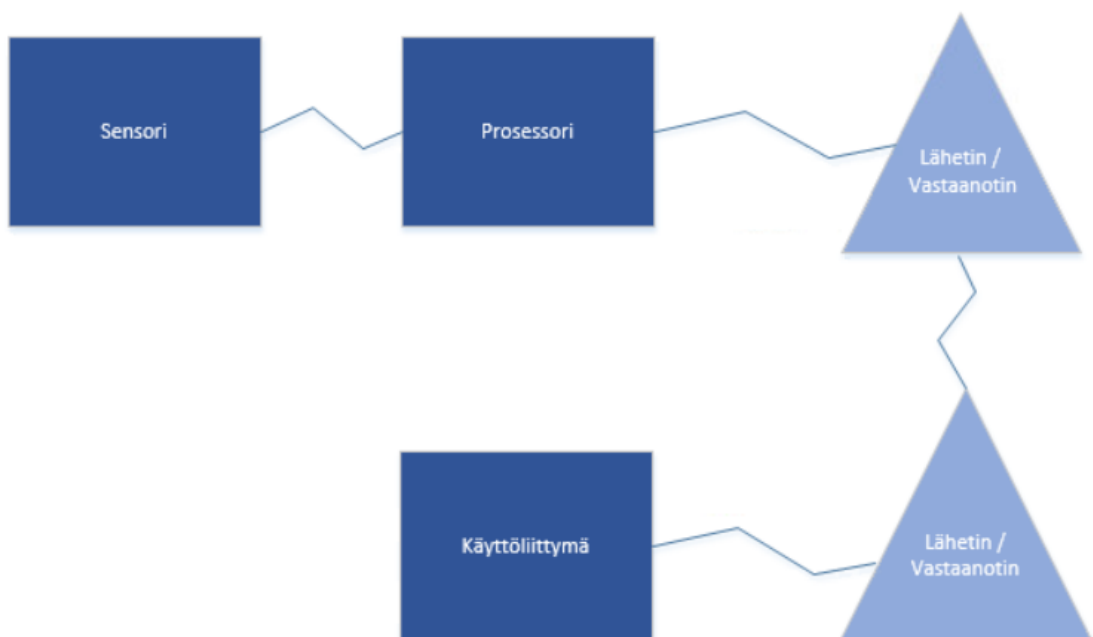 Sensori
Prosessori
Lähetin /
Vastaanotin
Käyttöliittymä
Lähetin /
Vastaanotin